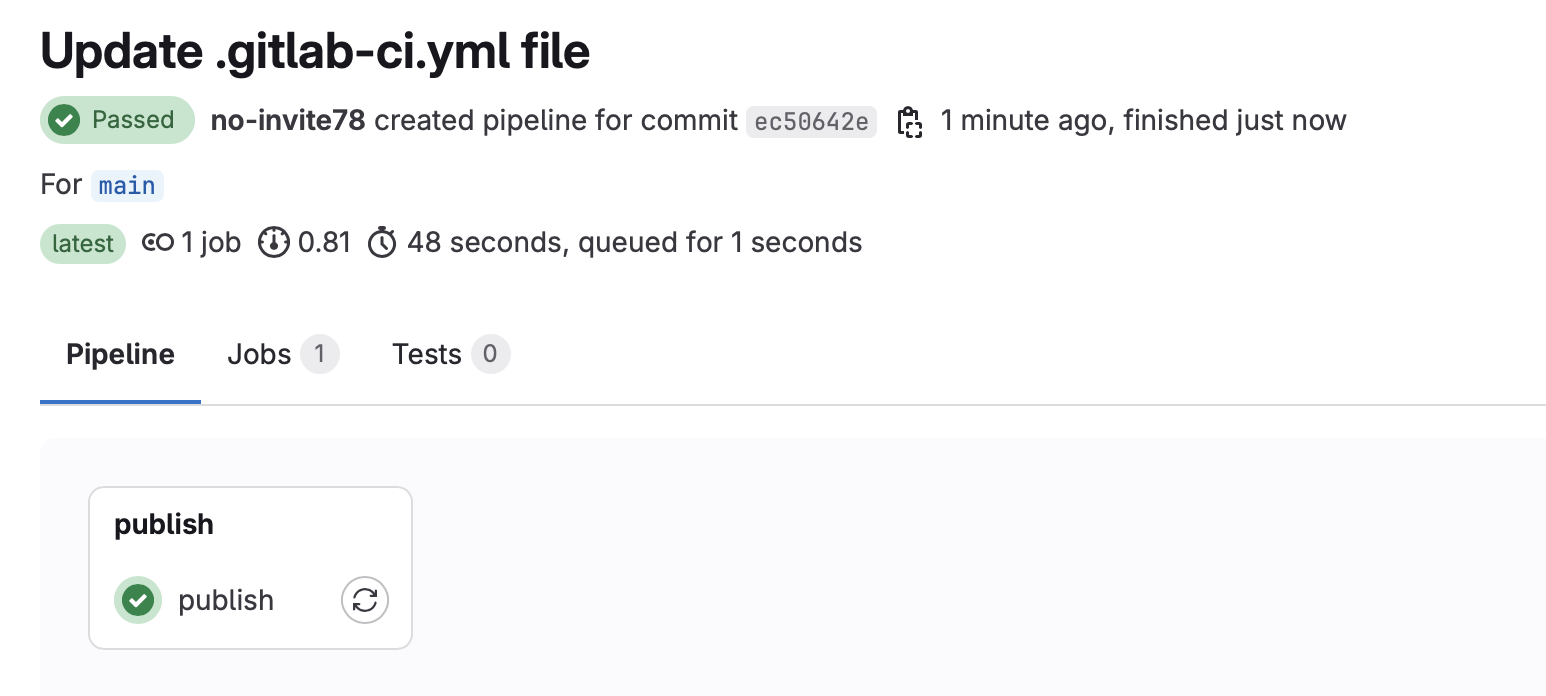 Update .gitlab-ci.yml file
Passed no-invite78 created pipeline for commit ec50642e 1 minute ago, finished just now
For main
latest 1 job 0.81 48 seconds, queued for 1 seconds
Pipeline Jobs 1 Tests 0
publish
publish